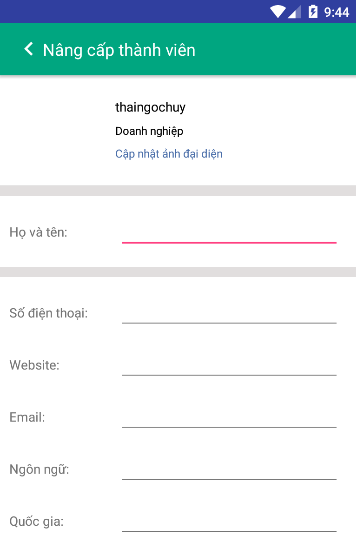 9:44
Nâng cấp thành viên
thaingochuy
Doanh nghiệp
Cập nhật ảnh đại diện
Họ và tên:
Số điện thoại:
Website:
Email:
Ngôn ngữ:
Quốc gia: